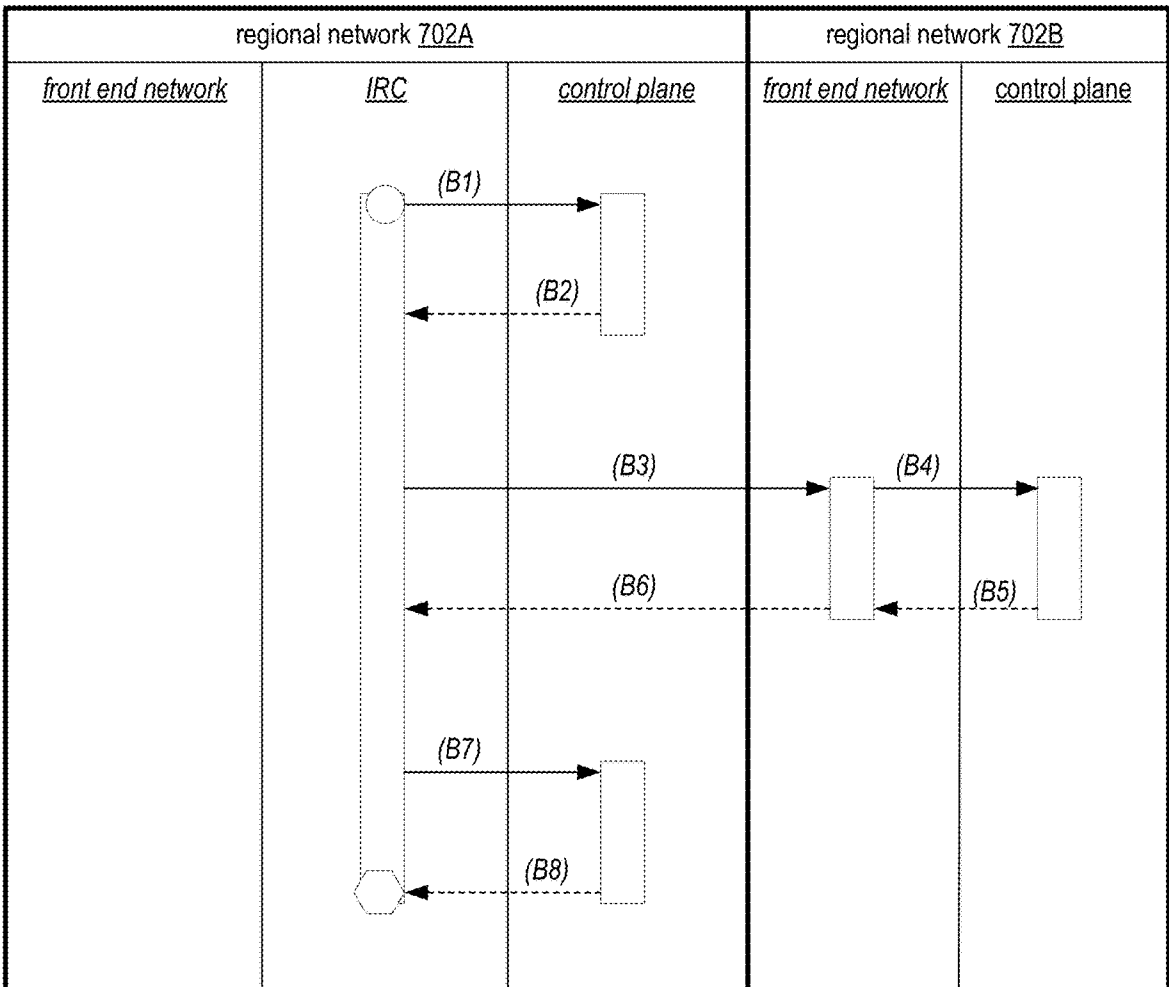 regional network 702A
regional network 702B
front end network
IRC
control plane
front end network
control plane
(B1)
(B2)
(B3)
(B4)
(B6)
(B5)
(B7)
(B8)